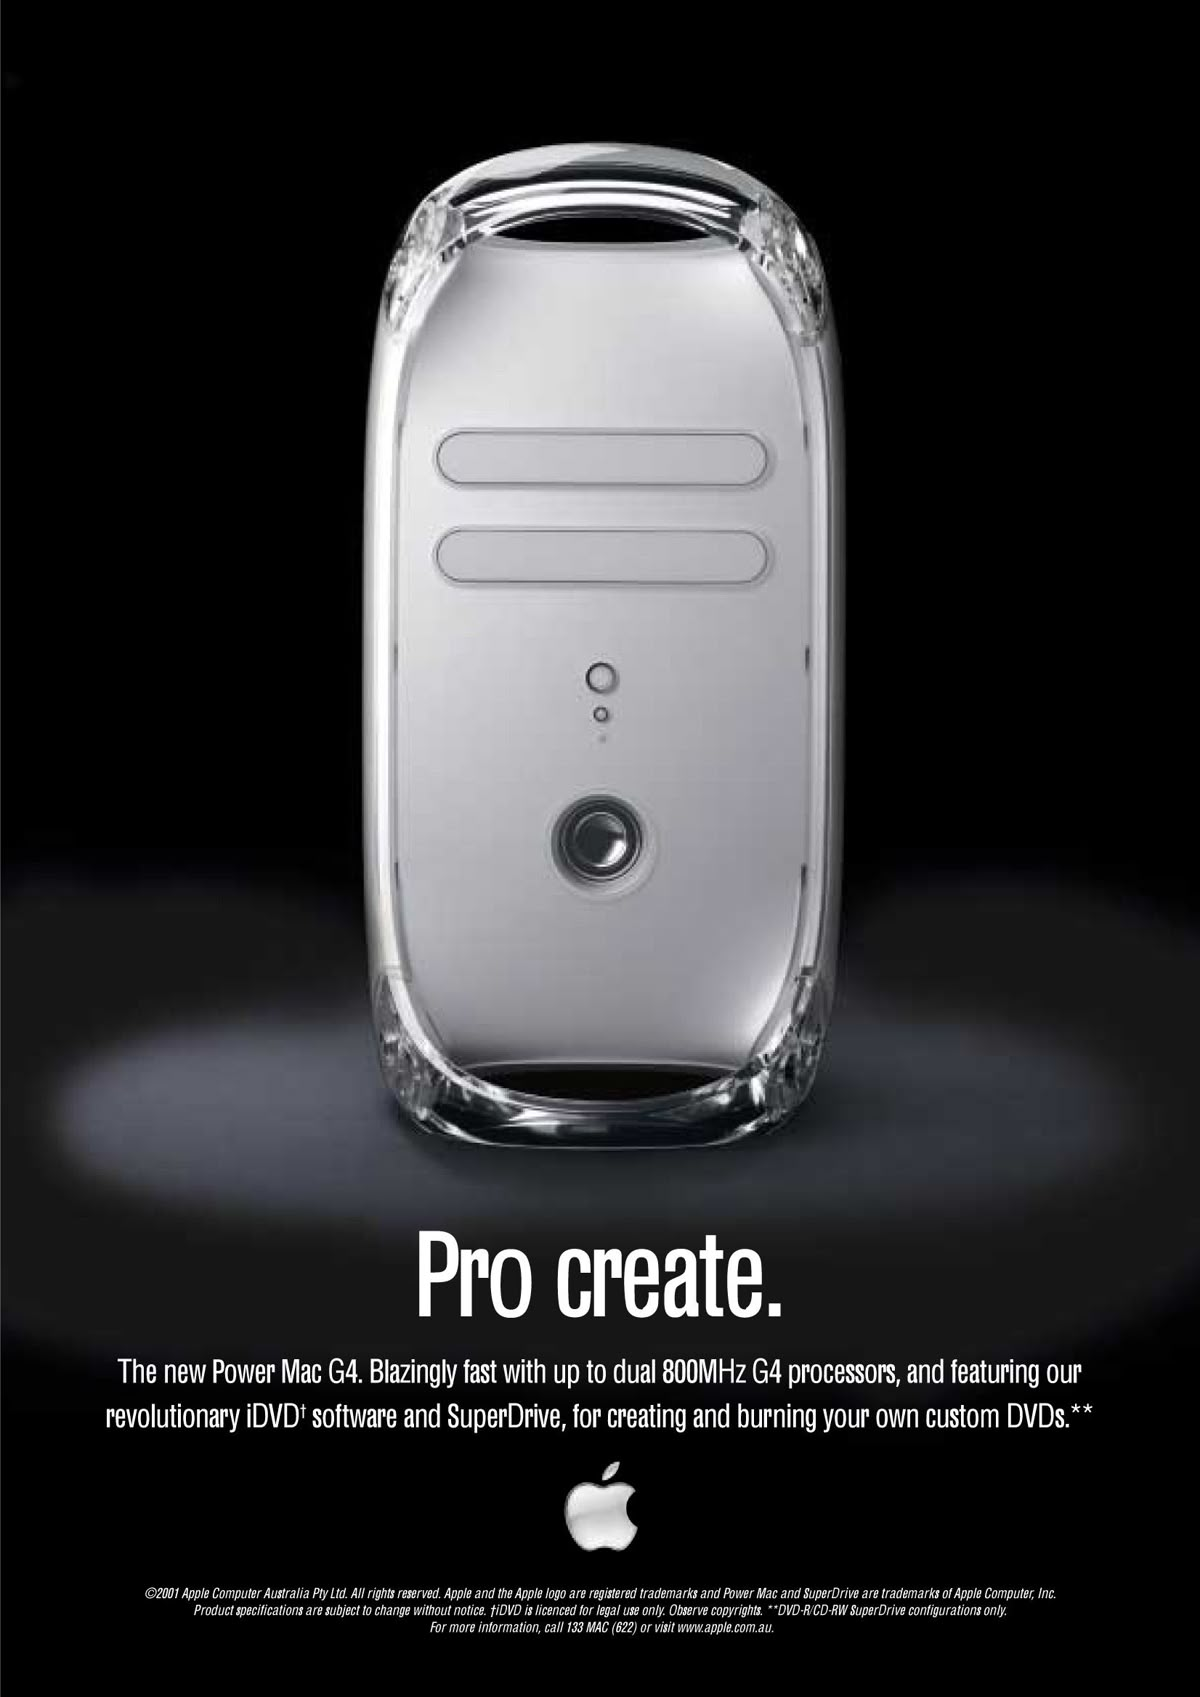 Pro create.
The new Power Mac G4. Blazingly fast with up to dual 800MHz G4 processors, and featuring our
revolutionary iDVD† software and SuperDrive, for creating and burning your own custom DVDs.**
©2001 Apple Computer Australia Pty Ltd. All rights reserved. Apple and the Apple logo are registered trademarks and Power Mac and SuperDrive are trademarks of Apple Computer, Inc.
Product specifications are subject to change without notice. †iDVD is licenced for legal use only. Observe copyrights. **DVD-R/CD-RW SuperDrive configurations only.
For more information, call 133 MAC (622) or visit www.apple.com.au.